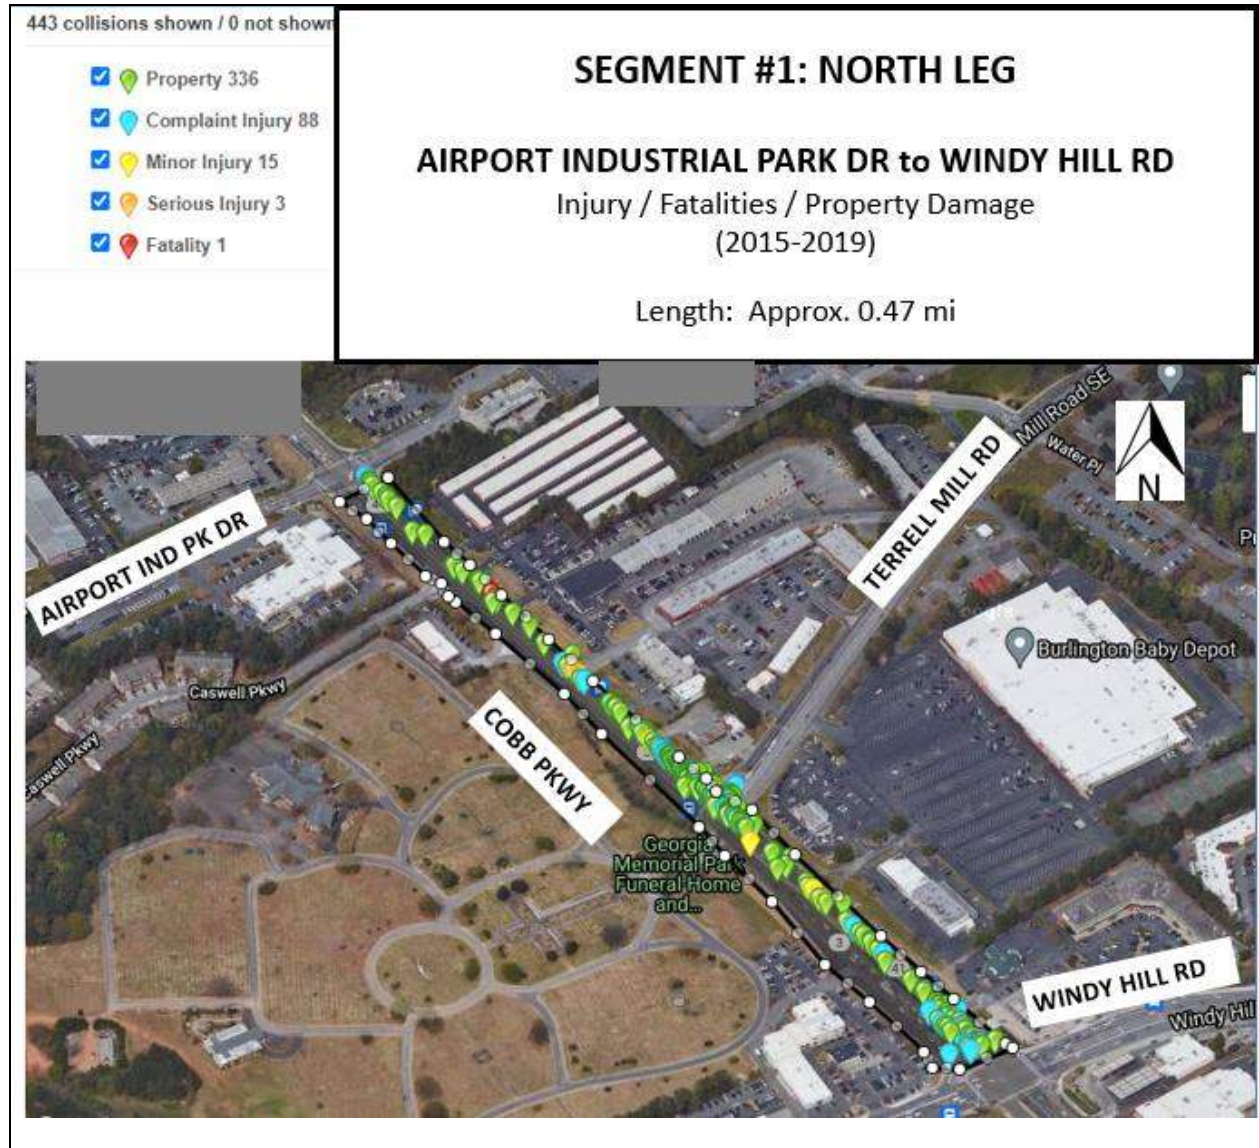 443 collisions shown / 0 not shown
Property 336
Complaint Injury 88
Minor Injury 15
Serious Injury 3
Fatality 1
SEGMENT #1: NORTH LEG
AIRPORT INDUSTRIAL PARK DR to WINDY HILL RD
Injury / Fatalities / Property Damage
(2015-2019)
Length: Approx. 0.47 mi
Mill Road SE
Water Pl
N
TERRELL MILL RD
AIRPORT IND PK DR
Burlington Baby Depot
Caswell Pkwy
Caswell Pkwy
COBB PKWY
Georgia
Memorial Park
Funeral Home
and...
3
41
WINDY HILL RD
Windy Hil